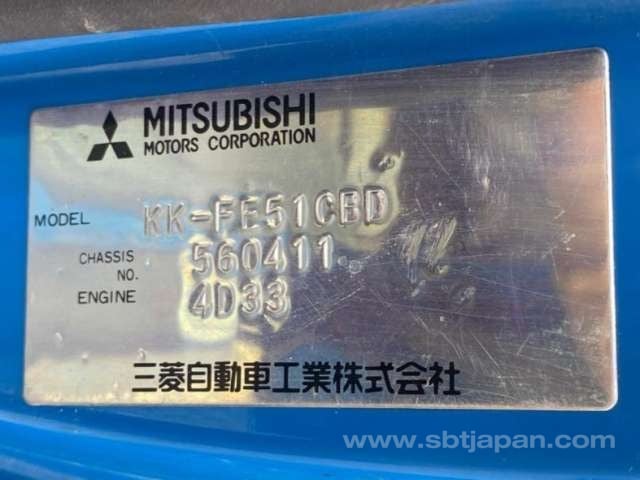 MITSUBISHI
MOTORS CORPORATION
MODEL KK-FE51CBD
CHASSIS NO. 560411
ENGINE 4D33
三菱自動車工業株式会社
www.sbtjapan.com